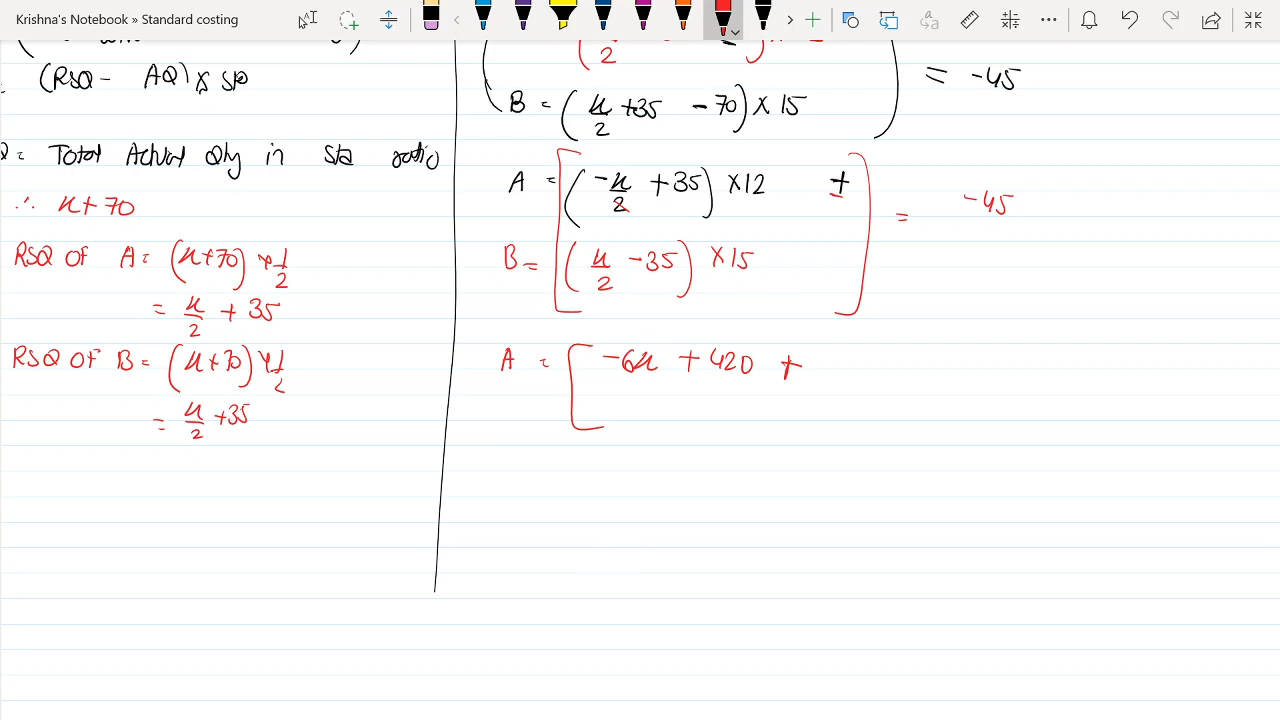 Krishna's Notebook » Standard costing
(RSQ - AQ) x SP
= Total Actual Qty in std ratio
∴ x + 70
RSQ OF A = (x+70) x 1/2
= x/2 + 35
RSQ OF B = (x+70) x 1/2
= x/2 + 35
2
B = (x/2 + 35 - 70) x 15
= -45
A = [(-x/2 + 35) x 12 +
B = (x/2 - 35) x 15]
= -45
A = [-6x + 420 +